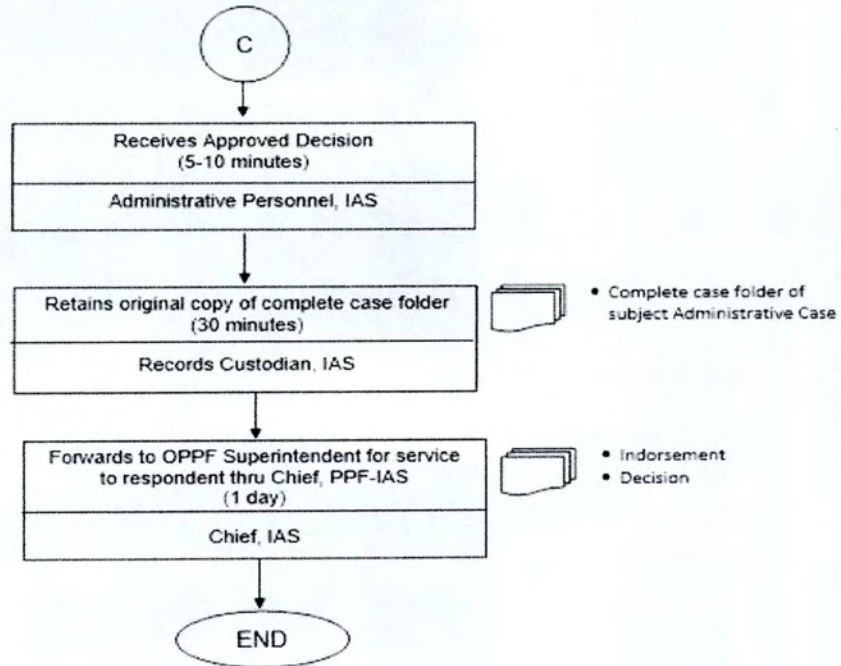 C
Receives Approved Decision
(5-10 minutes)
Administrative Personnel, IAS
Retains original copy of complete case folder
(30 minutes)
Records Custodian, IAS
• Complete case folder of
subject Administrative Case
Forwards to OPPF Superintendent for service
to respondent thru Chief, PPF-IAS
(1 day)
Chief, IAS
• Indorsement
• Decision
END